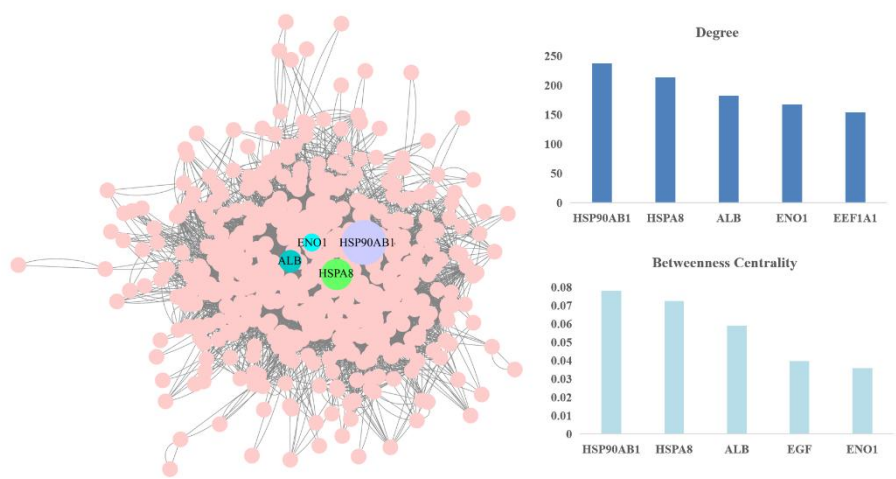 ENO1
HSP90AB1
ALB
HSPA8
Degree
250
200
150
100
50
0
HSP90AB1 HSPA8 ALB ENO1 EEF1A1
Betweenness Centrality
0.08
0.07
0.06
0.05
0.04
0.03
0.02
0.01
0
HSP90AB1 HSPA8 ALB EGF ENO1